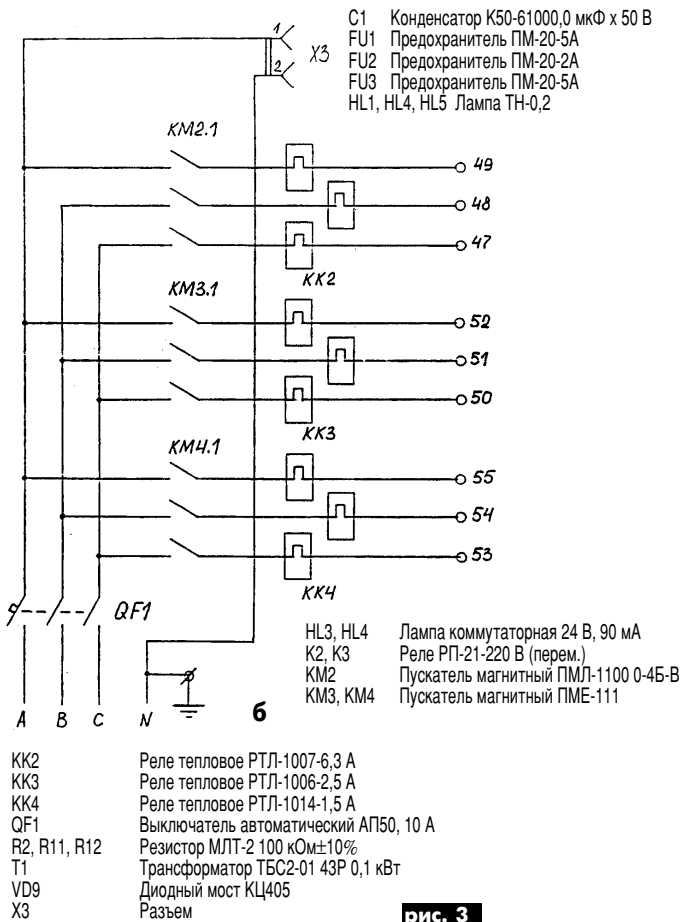 C1 Конденсатор К50-61000,0 мкФ x 50 В
FU1 Предохранитель ПМ-20-5А
FU2 Предохранитель ПМ-20-2А
FU3 Предохранитель ПМ-20-5А
HL1, HL4, HL5 Лампа ТН-0,2
1
X3
2
KM2.1
49
48
47
KK2
KM3.1
52
51
50
KK3
KM4.1
55
54
53
KK4
QF1
A B C N
б
HL3, HL4 Лампа коммутаторная 24 В, 90 мА
K2, K3 Реле РП-21-220 В (перем.)
KM2 Пускатель магнитный ПМЛ-1100 0-4Б-В
KM3, KM4 Пускатель магнитный ПМЕ-111
KK2 Реле тепловое РТЛ-1007-6,3 А
KK3 Реле тепловое РТЛ-1006-2,5 А
KK4 Реле тепловое РТЛ-1014-1,5 А
QF1 Выключатель автоматический АП50, 10 А
R2, R11, R12 Резистор МЛТ-2 100 кОм±10%
T1 Трансформатор ТБС2-01 43Р 0,1 кВт
VD9 Диодный мост КЦ405
X3 Разъем
рис. 3